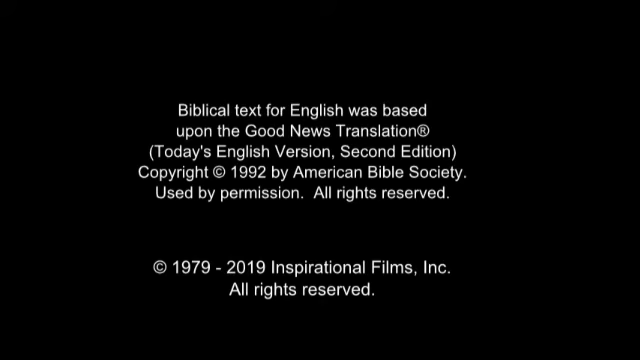 Biblical text for English was based
upon the Good News Translation®
(Today's English Version, Second Edition)
Copyright © 1992 by American Bible Society.
Used by permission.  All rights reserved.
© 1979 - 2019 Inspirational Films, Inc.
All rights reserved.